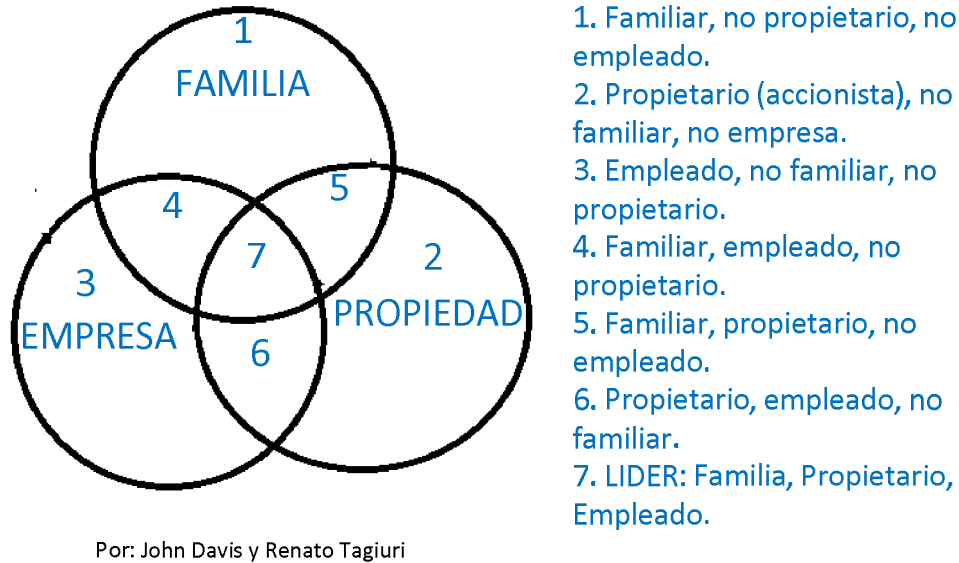 1
FAMILIA
4
5
7
2
3
PROPIEDAD
EMPRESA
6
Por: John Davis y Renato Tagiuri
1. Familiar, no propietario, no
empleado.
2. Propietario (accionista), no
familiar, no empresa.
3. Empleado, no familiar, no
propietario.
4. Familiar, empleado, no
propietario.
5. Familiar, propietario, no
empleado.
6. Propietario, empleado, no
familiar.
7. LIDER: Familia, Propietario,
Empleado.